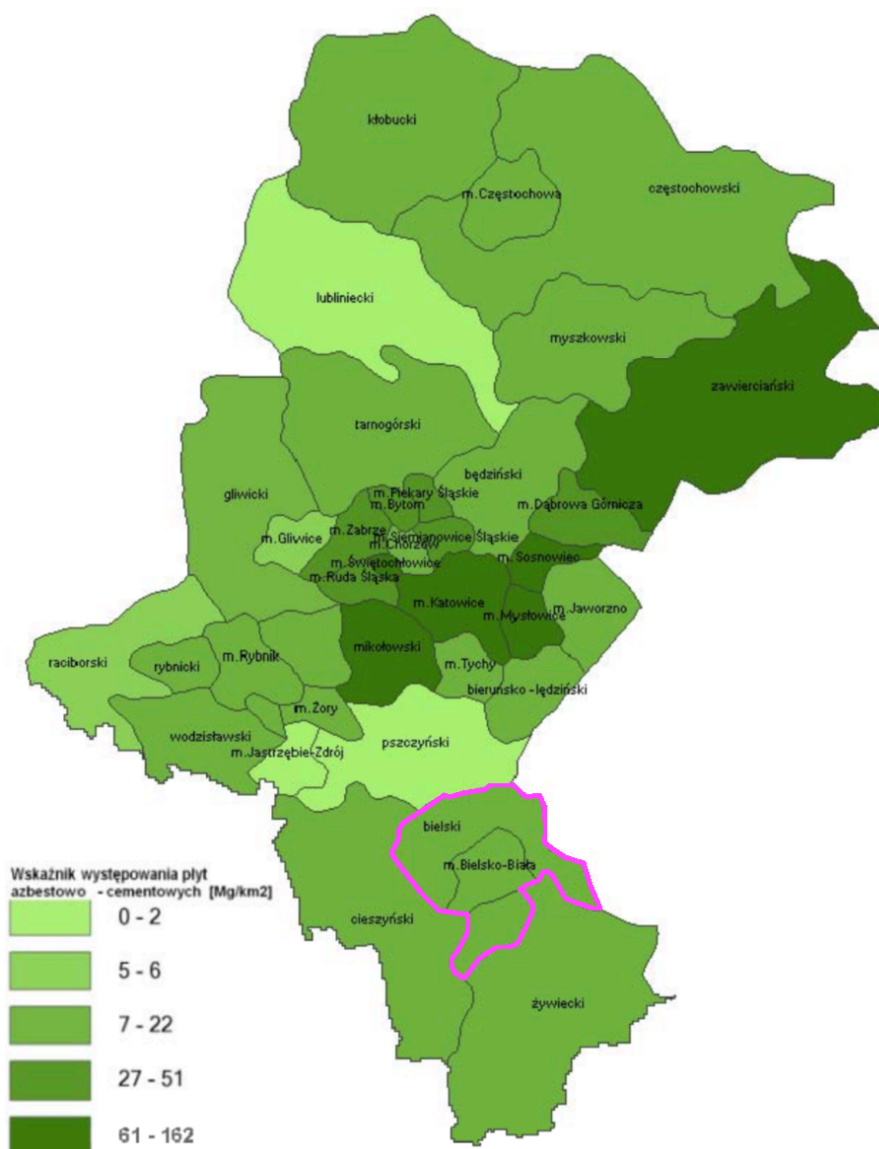 kłobucki
m.Częstochowa
częstochowski
lubliniecki
myszkowski
zawierciański
tarnogórski
będziński
gliwicki
m.Piekary Śląskie
m.Bytom
m.Dąbrowa Górnicza
m.Zabrze
m.Gliwice
m.Siemianowice Śląskie
m.Chorzów
m.Sosnowiec
m.Świętochłowice
m.Ruda Śląska
m.Katowice
m.Mysłowice
m.Jaworzno
mikołowski
m.Rybnik
raciborski
rybnicki
m.Tychy
bieruńsko -lędziński
m.Żory
wodzisławski
pszczyński
m.Jastrzębie-Zdrój
bielski
m.Bielsko-Biała
cieszyński
żywiecki
Wskaźnik występowania płyt
azbestowo - cementowych [Mg/km2]
0 - 2
5 - 6
7 - 22
27 - 51
61 - 162